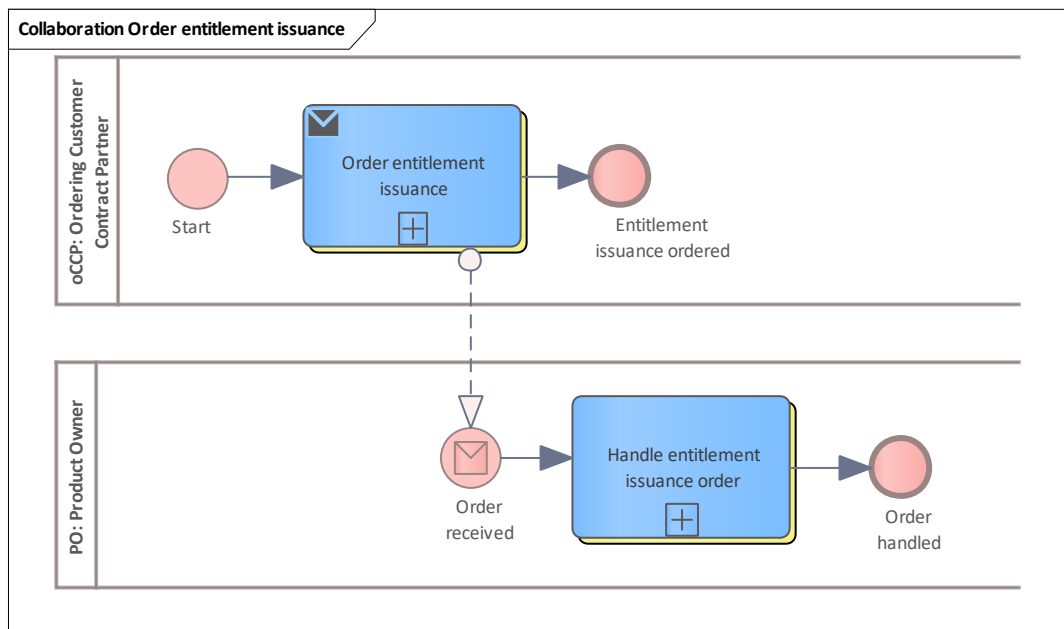 Collaboration Order entitlement issuance
oCCP: Ordering Customer
Contract Partner
Start
Order entitlement
issuance
Entitlement
issuance ordered
PO: Product Owner
Order
received
Handle entitlement
issuance order
Order
handled